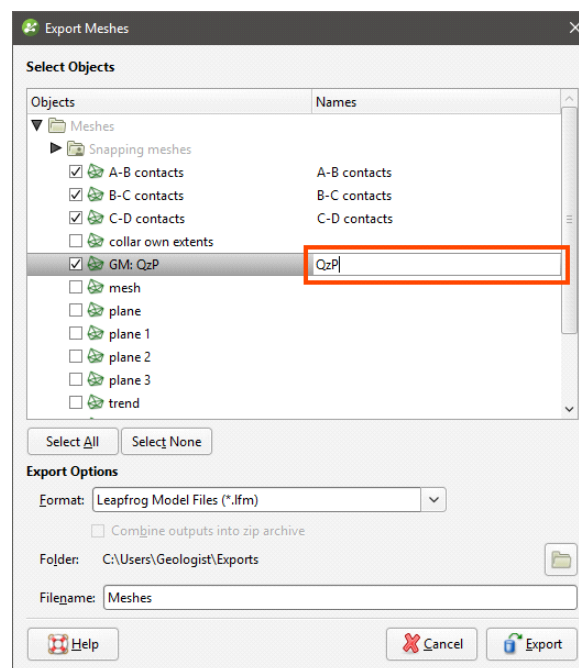 Export Meshes
Select Objects
Objects Names
Meshes
Snapping meshes
A-B contacts A-B contacts
B-C contacts B-C contacts
C-D contacts C-D contacts
collar own extents
GM: QzP QzP
mesh
plane
plane 1
plane 2
plane 3
trend
Select All Select None
Export Options
Format: Leapfrog Model Files (*.lfm)
Combine outputs into zip archive
Folder: C:\Users\Geologist\Exports
Filename: Meshes
Help Cancel Export